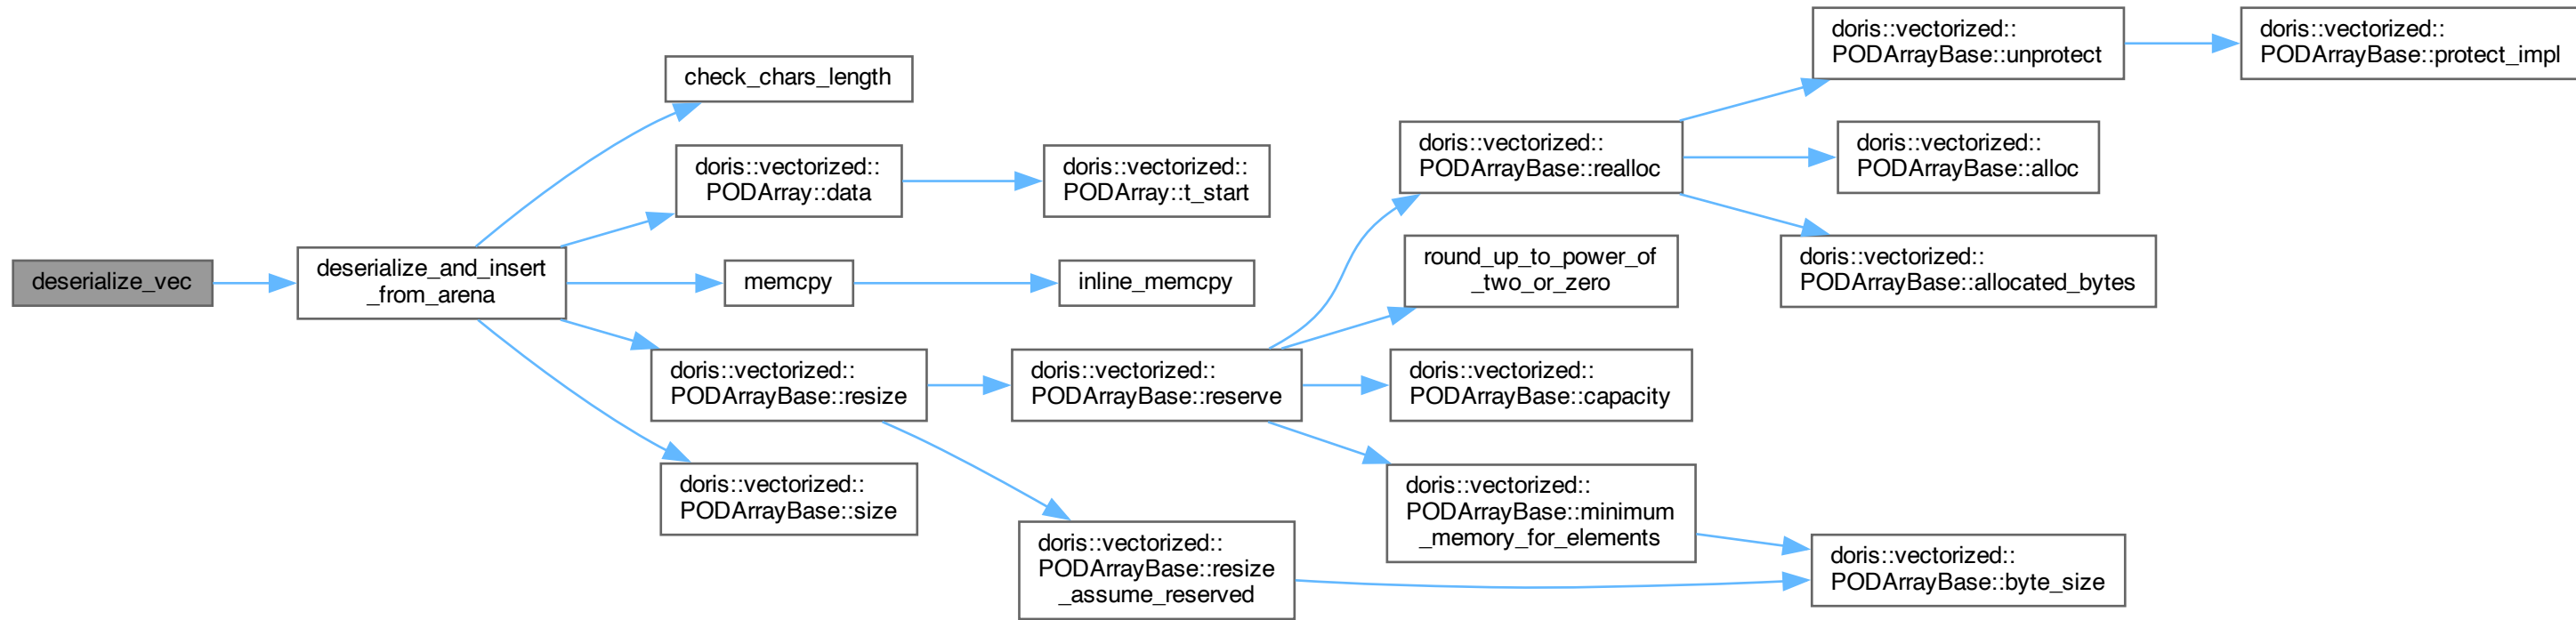 deserialize_vec
deserialize_and_insert
_from_arena
check_chars_length
doris::vectorized::
PODArray::data
doris::vectorized::
PODArray::t_start
memcpy
inline_memcpy
doris::vectorized::
PODArrayBase::resize
doris::vectorized::
PODArrayBase::size
doris::vectorized::
PODArrayBase::reserve
doris::vectorized::
PODArrayBase::resize
_assume_reserved
doris::vectorized::
PODArrayBase::realloc
round_up_to_power_of
_two_or_zero
doris::vectorized::
PODArrayBase::capacity
doris::vectorized::
PODArrayBase::minimum
_memory_for_elements
doris::vectorized::
PODArrayBase::unprotect
doris::vectorized::
PODArrayBase::protect_impl
doris::vectorized::
PODArrayBase::alloc
doris::vectorized::
PODArrayBase::allocated_bytes
doris::vectorized::
PODArrayBase::byte_size